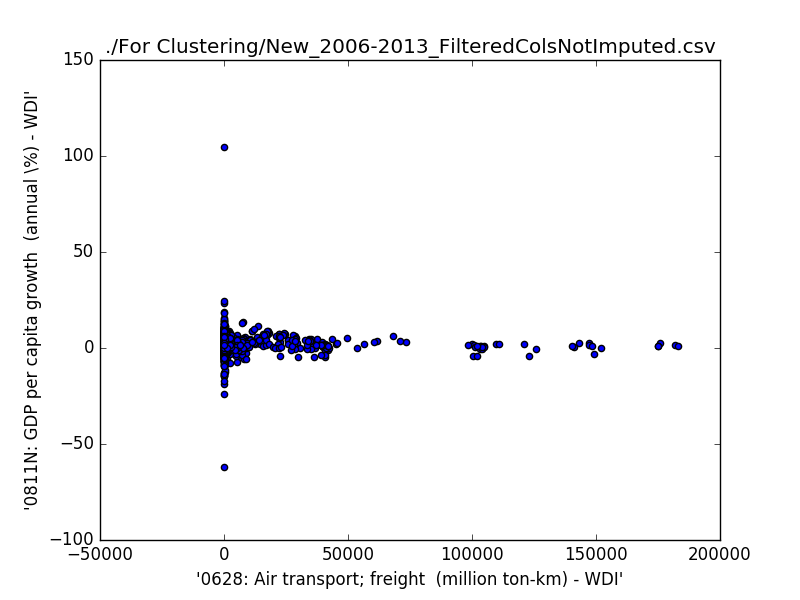 ./For Clustering/New_2006-2013_FilteredColsNotImputed.csv
150
100
50
0
−50
−100
−50000 0 50000 100000 150000 200000
'0811N: GDP per capita growth  (annual \%) - WDI'
'0628: Air transport; freight  (million ton-km) - WDI'